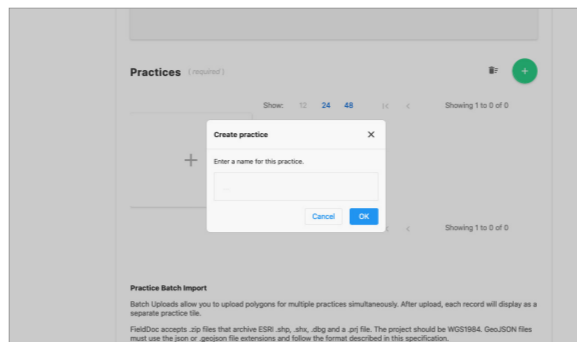 Practices ( required )
+
Show: 12 24 48 |< < Showing 1 to 0 of 0
Create practice ×
+
Enter a name for this practice.
...
Cancel OK
< Showing 1 to 0 of 0
Practice Batch Import
Batch Uploads allow you to upload polygons for multiple practices simultaneously. After upload, each record will display as a
separate practice tile.
FieldDoc accepts .zip files that archive ESRI .shp, .shx, .dbg and a .prj file. The project should be WGS1984. GeoJSON files
must use the json or .geojson file extensions and follow the format described in this specification.